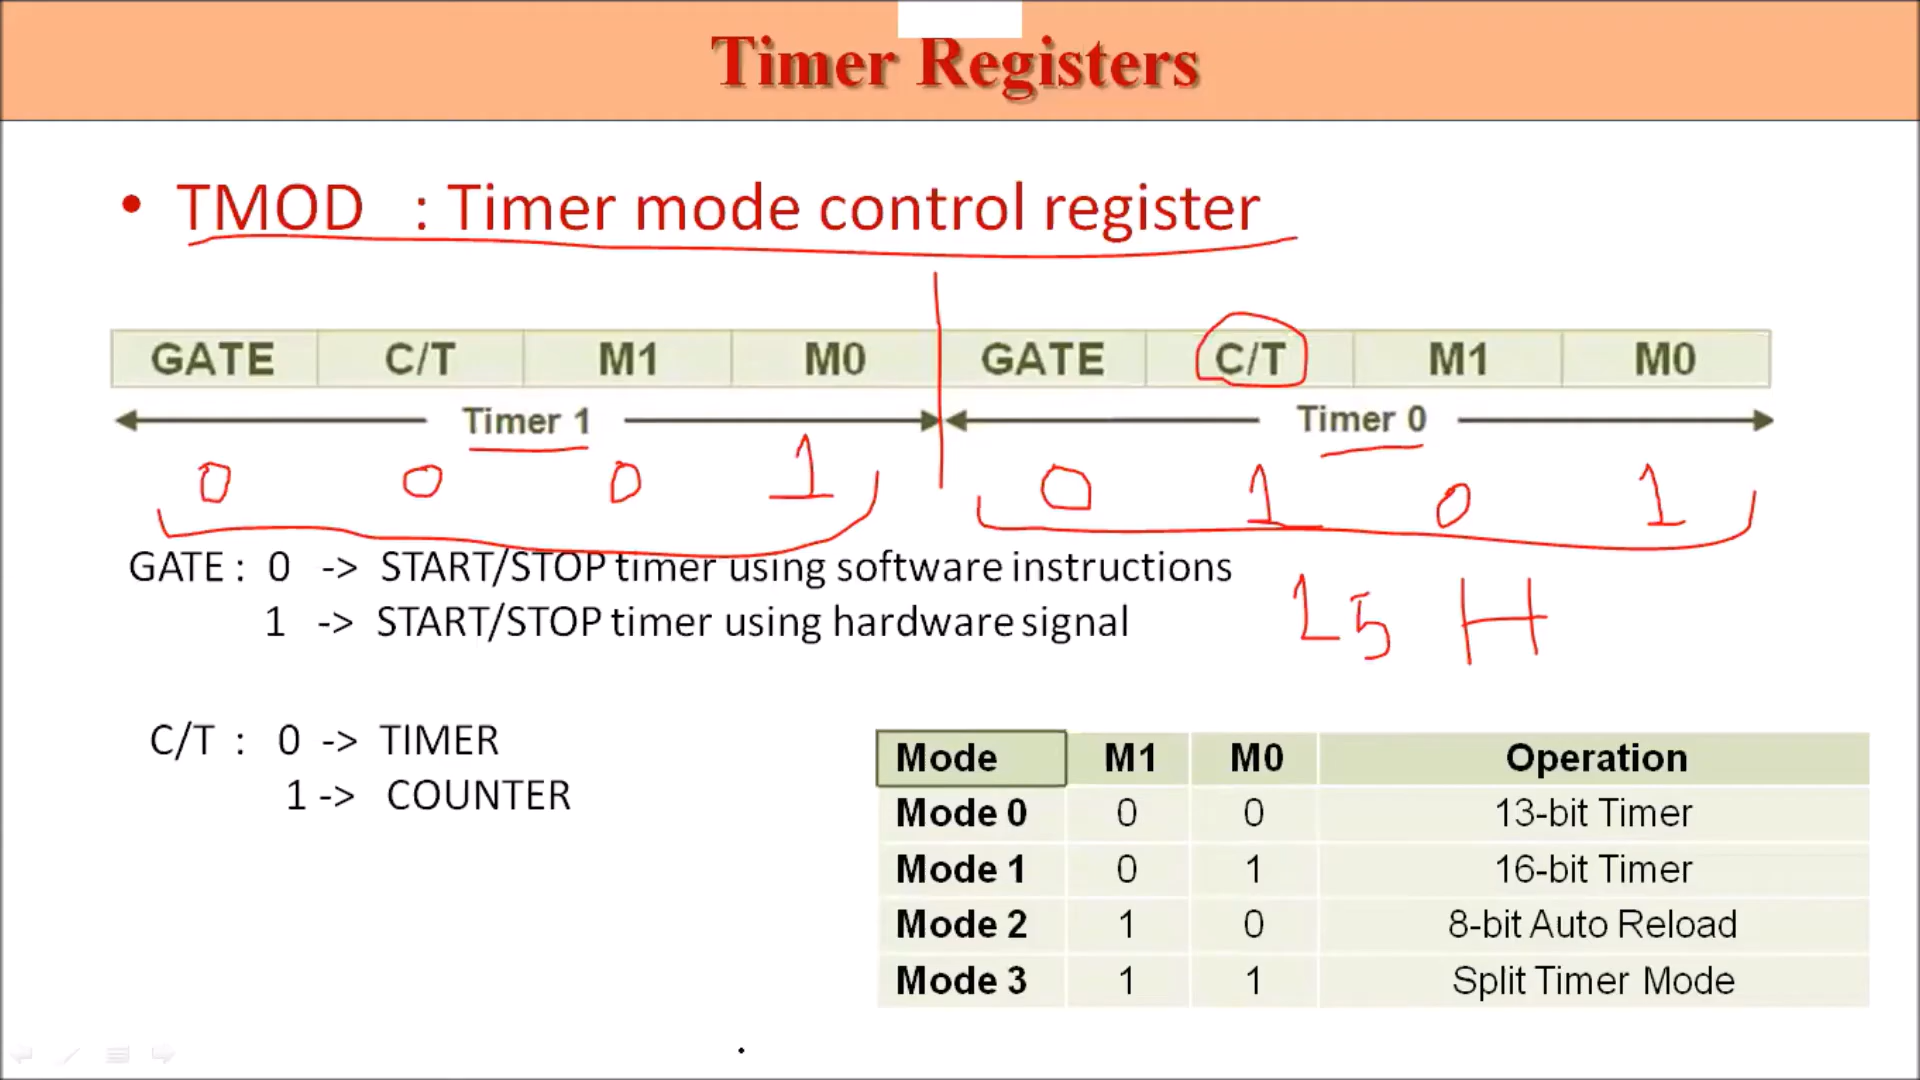 Timer Registers
• TMOD : Timer mode control register
GATE C/T M1 M0 GATE C/T M1 M0
Timer 1 Timer 0
0 0 0 1 0 1 0 1
GATE : 0 -> START/STOP timer using software instructions
1 -> START/STOP timer using hardware signal
15 H
C/T : 0 -> TIMER
1 -> COUNTER
Mode M1 M0 Operation
Mode 0 0 0 13-bit Timer
Mode 1 0 1 16-bit Timer
Mode 2 1 0 8-bit Auto Reload
Mode 3 1 1 Split Timer Mode